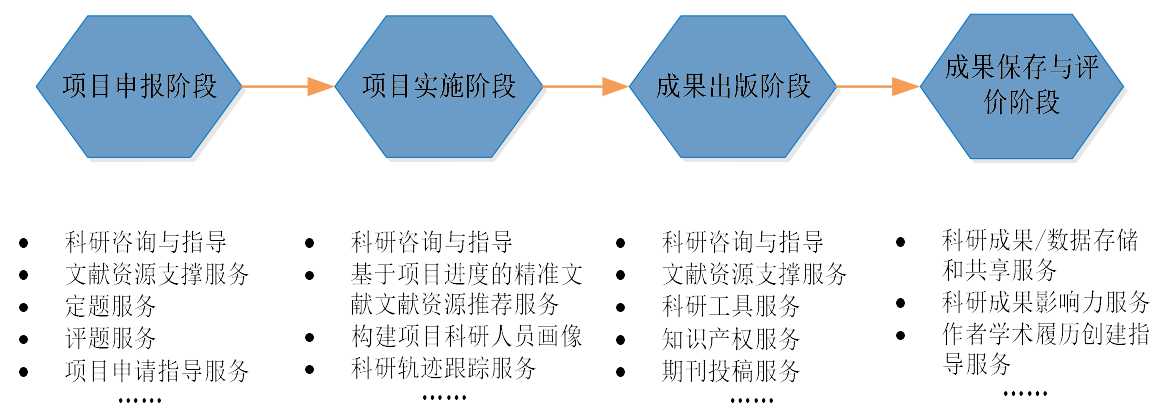 项目申报阶段
项目实施阶段
成果出版阶段
成果保存与评
价阶段
● 科研咨询与指导
● 文献资源支撑服务
● 定题服务
● 评题服务
● 项目申请指导服务
……
● 科研咨询与指导
● 基于项目进度的精准文
献文献资源推荐服务
● 构建项目科研人员画像
● 科研轨迹跟踪服务
……
● 科研咨询与指导
● 文献资源支撑服务
● 科研工具服务
● 知识产权服务
● 期刊投稿服务
……
● 科研成果/数据存储
和共享服务
● 科研成果影响力服务
● 作者学术履历创建指
导服务
……